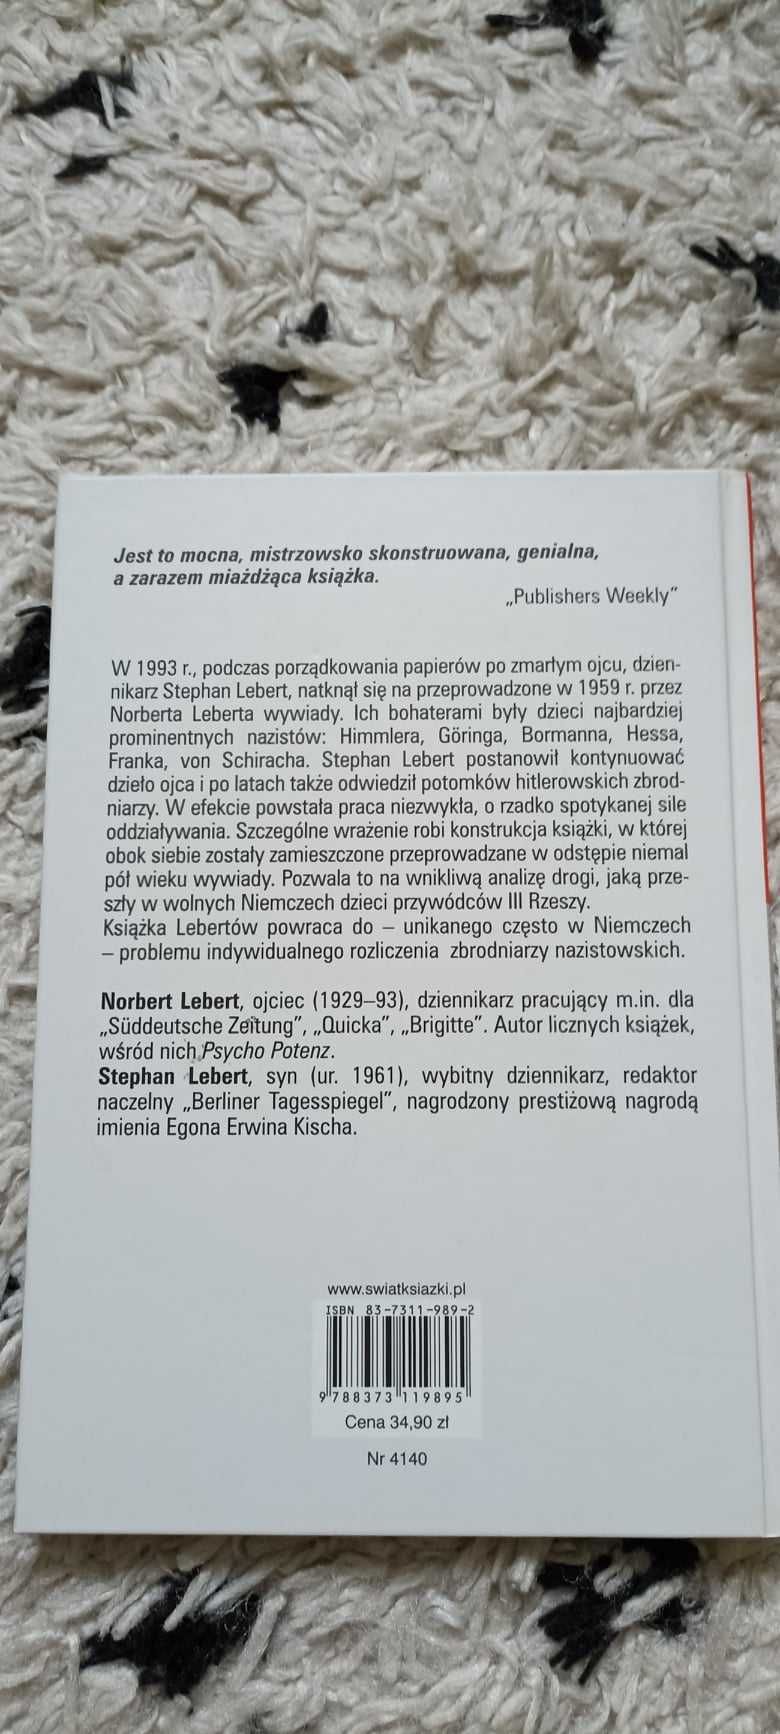 Jest to mocna, mistrzowsko skonstruowana, genialna,
a zarazem miażdżąca książka.
„Publishers Weekly”
W 1993 r., podczas porządkowania papierów po zmarłym ojcu, dzien-
nikarz Stephan Lebert, natknął się na przeprowadzone w 1959 r. przez
Norberta Leberta wywiady. Ich bohaterami były dzieci najbardziej
prominentnych nazistów: Himmlera, Göringa, Bormanna, Hessa,
Franka, von Schiracha. Stephan Lebert postanowił kontynuować
dzieło ojca i po latach także odwiedził potomków hitlerowskich zbrod-
niarzy. W efekcie powstała praca niezwykła, o rzadko spotykanej sile
oddziaływania. Szczególne wrażenie robi konstrukcja książki, w której
obok siebie zostały zamieszczone przeprowadzane w odstępie niemal
pół wieku wywiady. Pozwala to na wnikliwą analizę drogi, jaką prze-
szły w wolnych Niemczech dzieci przywódców III Rzeszy.
Książka Lebertów powraca do – unikanego często w Niemczech
– problemu indywidualnego rozliczenia zbrodniarzy nazistowskich.
Norbert Lebert, ojciec (1929–93), dziennikarz pracujący m.in. dla
„Süddeutsche Zeitung”, „Quicka”, „Brigitte”. Autor licznych książek,
wśród nich Psycho Potenz.
Stephan Lebert, syn (ur. 1961), wybitny dziennikarz, redaktor
naczelny „Berliner Tagesspiegel”, nagrodzony prestiżową nagrodą
imienia Egona Erwina Kischa.
www.swiatksiazki.pl
ISBN 83-7311-989-2
9 788373 119895
Cena 34,90 zł
Nr 4140